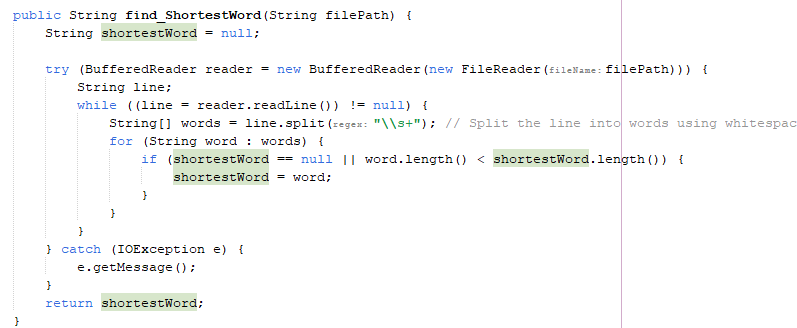 public String find_ShortestWord(String filePath) {
String shortestWord = null;
try (BufferedReader reader = new BufferedReader(new FileReader(fileName: filePath))) {
String line;
while ((line = reader.readLine()) != null) {
String[] words = line.split(regex: "\\s+"); // Split the line into words using whitespac
for (String word : words) {
if (shortestWord == null || word.length() < shortestWord.length()) {
shortestWord = word;
}
}
}
} catch (IOException e) {
e.getMessage();
}
return shortestWord;
}